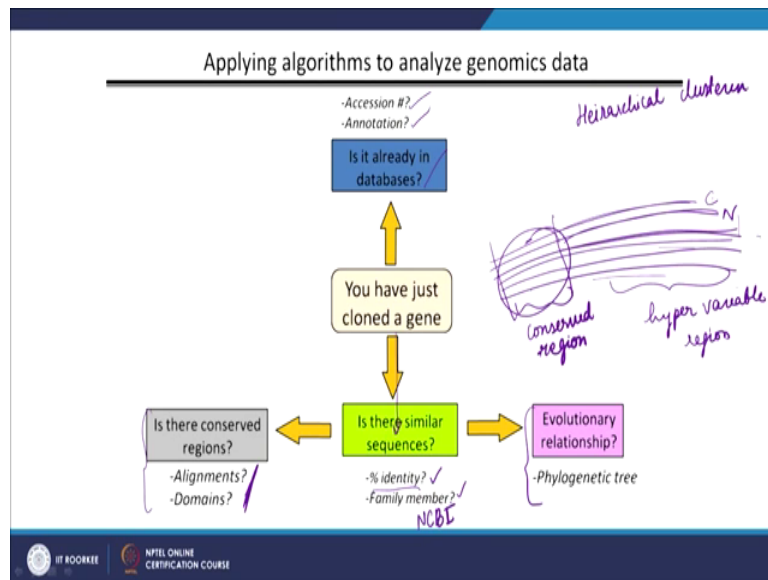 Applying algorithms to analyze genomics data
-Accession #?
-Annotation?
Heirarchical clusteren
Is it already in
databases?
C
N
You have just
cloned a gene
conserved
region
hyper variable
region
Is there conserved
regions?
Is there similar
sequences?
Evolutionary
relationship?
-Alignments?
-Domains?
-% identity?
-Family member?
NCBI
-Phylogenetic tree
IIT ROORKEE
NPTEL ONLINE
CERTIFICATION COURSE